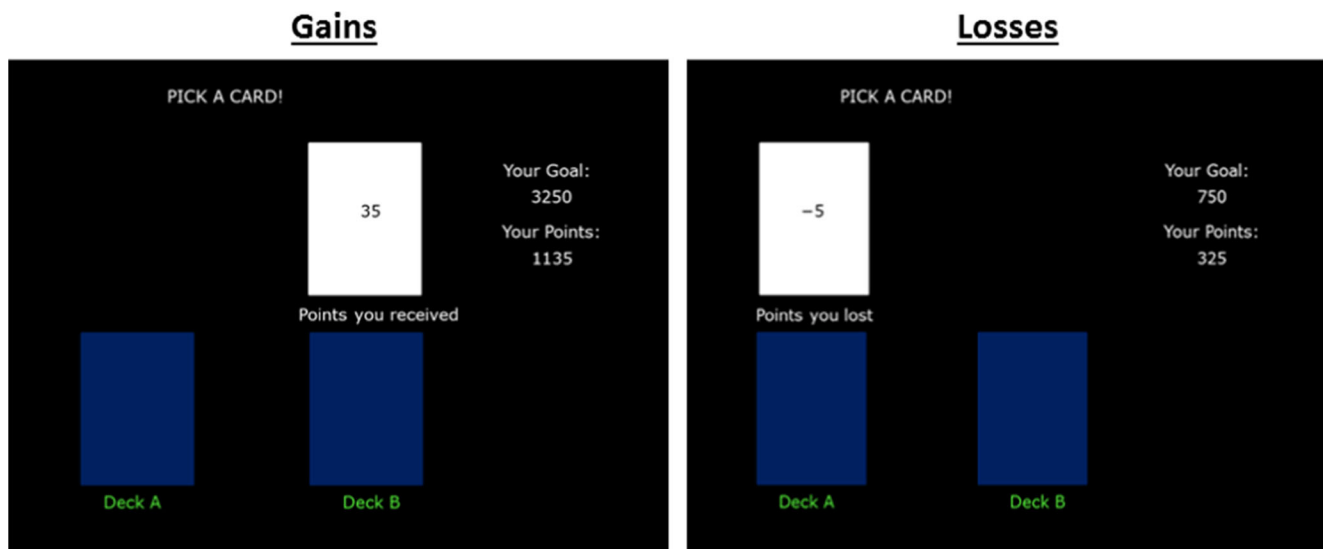 Gains
PICK A CARD!
35
Your Goal:
3250
Your Points:
1135
Points you received
Deck A
Deck B
Losses
PICK A CARD!
−5
Your Goal:
750
Your Points:
325
Points you lost
Deck A
Deck B